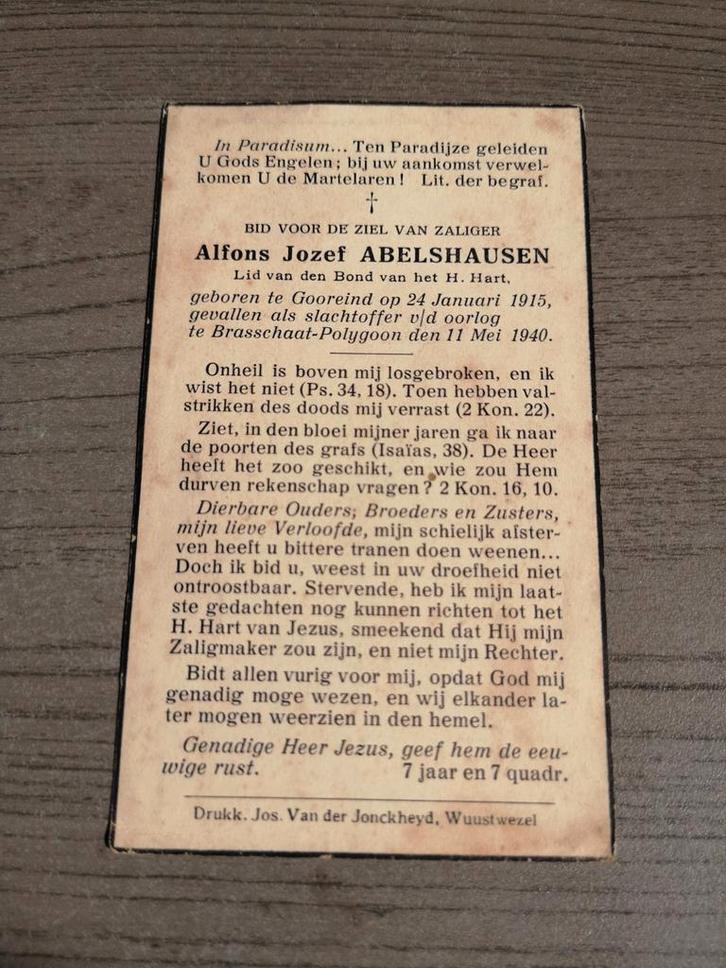 In Paradisum... Ten Paradijze geleiden
U Gods Engelen; bij uw aankomst verwel-
komen U de Martelaren! Lit. der begraf.
†
BID VOOR DE ZIEL VAN ZALIGER
Alfons Jozef ABELSHAUSEN
Lid van den Bond van het H. Hart,
geboren te Gooreind op 24 Januari 1915,
gevallen als slachtoffer v/d oorlog
te Brasschaat-Polygoon den 11 Mei 1940.
Onheil is boven mij losgebroken, en ik
wist het niet (Ps. 34, 18). Toen hebben val-
strikken des doods mij verrast (2 Kon. 22).
Ziet, in den bloei mijner jaren ga ik naar
de poorten des grafs (Isaïas, 38). De Heer
heeft het zoo geschikt, en wie zou Hem
durven rekenschap vragen? 2 Kon. 16, 10.
Dierbare Ouders, Broeders en Zusters,
mijn lieve Verloofde, mijn schielijk afster-
ven heeft u bittere tranen doen weenen...
Doch ik bid u, weest in uw droefheid niet
ontroostbaar. Stervende, heb ik mijn laat-
ste gedachten nog kunnen richten tot het
H. Hart van Jezus, smeekend dat Hij mijn
Zaligmaker zou zijn, en niet mijn Rechter.
Bidt allen vurig voor mij, opdat God mij
genadig moge wezen, en wij elkander la-
ter mogen weerzien in den hemel.
Genadige Heer Jezus, geef hem de eeu-
wige rust. 7 jaar en 7 quadr.
Drukk. Jos. Van der Jonckheyd, Wuustwezel